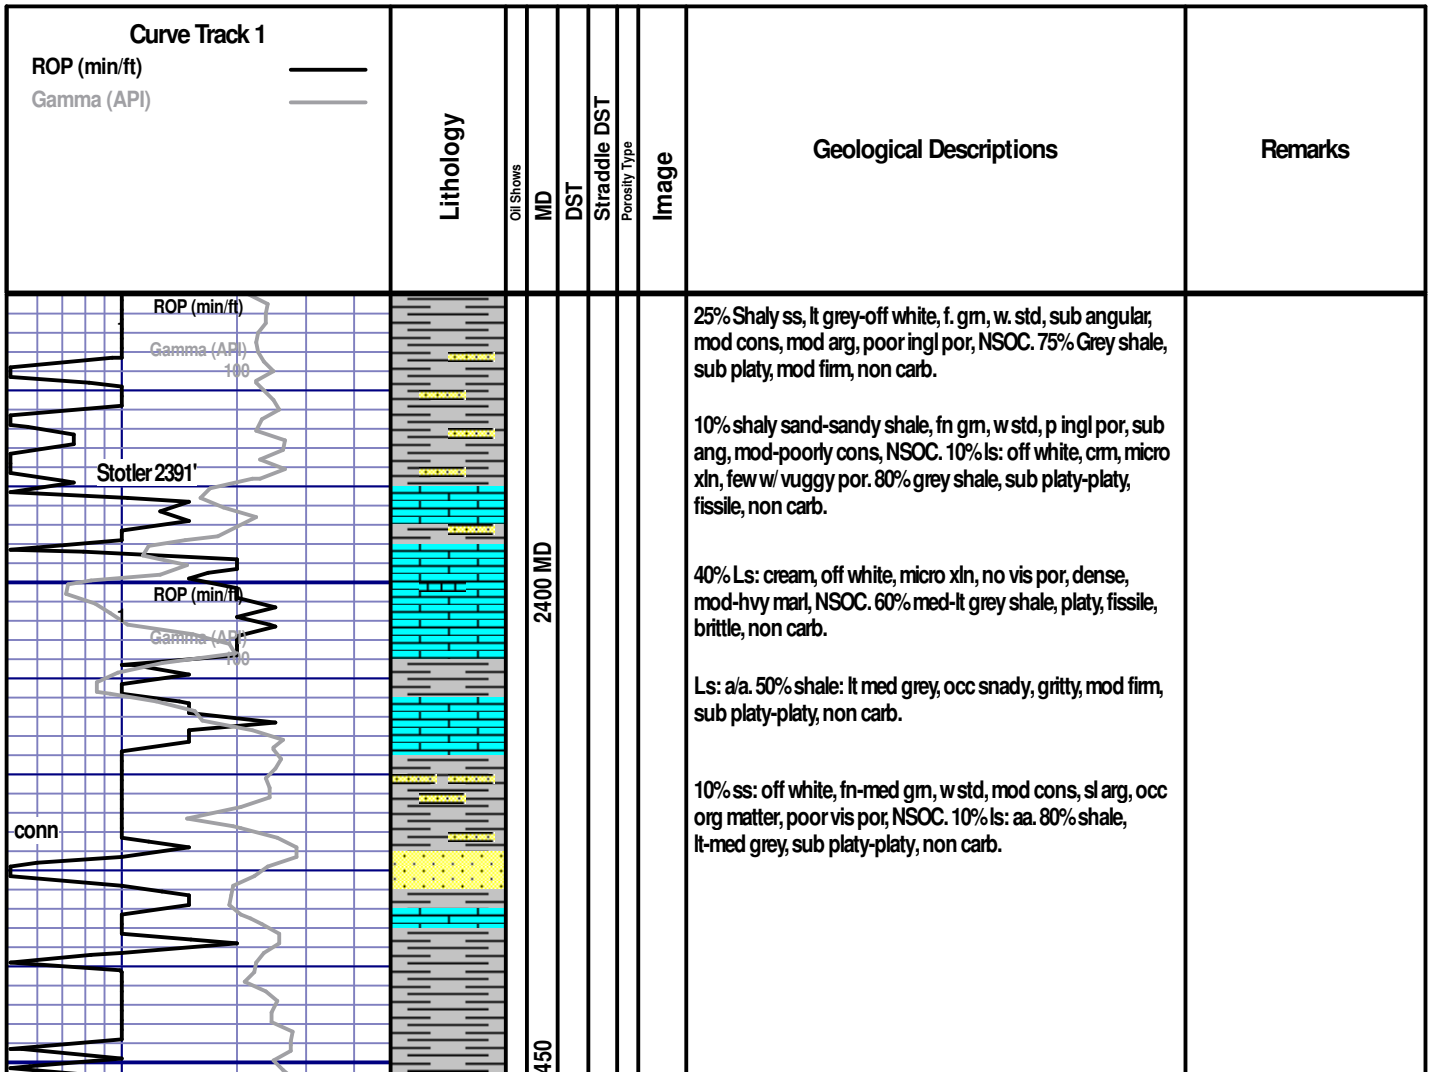 Curve Track 1
ROP (min/ft)
Gamma (API)
Lithology
Oil Shows
MD
DST
Straddle DST
Porosity Type
Image
Geological Descriptions
Remarks
ROP (min/ft)
1
Gamma (API)
100
25% Shaly ss, lt grey-off white, f. grn, w. std, sub angular,
mod cons, mod arg, poor ingl por, NSOC. 75% Grey shale,
sub platy, mod firm, non carb.
10% shaly sand-sandy shale, fn grn, w std, p ingl por, sub
ang, mod-poorly cons, NSOC. 10% ls: off white, crm, micro
xln, few w/ vuggy por. 80% grey shale, sub platy-platy,
fissile, non carb.
Stotler 2391'
2400 MD
40% Ls: cream, off white, micro xln, no vis por, dense,
mod-hvy marl, NSOC. 60% med-lt grey shale, platy, fissile,
brittle, non carb.
ROP (min/ft)
1
Gamma (API)
100
Ls: a/a. 50% shale: lt med grey, occ snady, gritty, mod firm,
sub platy-platy, non carb.
10% ss: off white, fn-med grn, w std, mod cons, sl arg, occ
org matter, poor vis por, NSOC. 10% ls: aa. 80% shale,
lt-med grey, sub platy-platy, non carb.
conn
450